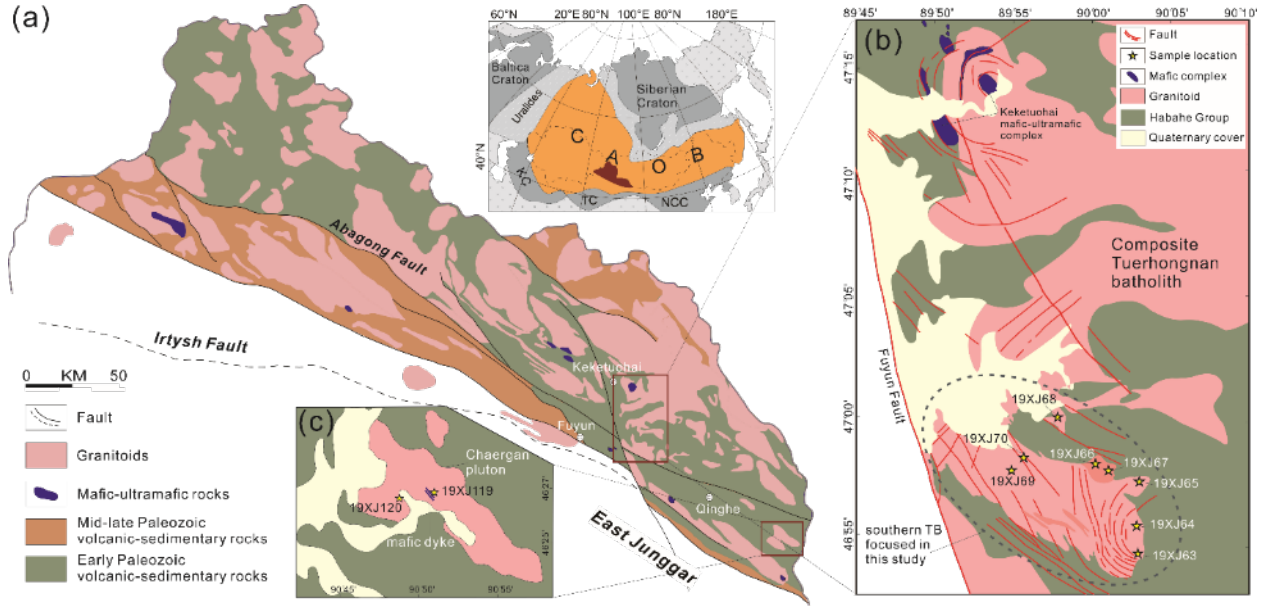 (a)
Abagong Fault
Irtysh Fault
0 KM 50
Fault
Granitoids
Mafic-ultramafic rocks
Mid-late Paleozoic
volcanic-sedimentary rocks
Early Paleozoic
volcanic-sedimentary rocks
Keketuohai
Fuyun
Qinghe
East Junggar
60°N 20°E 80°N 100°E 80°N 180°E
40°N
Baltica
Craton
Uralides
Siberian
Craton
C
A
O
B
KC
TC
NCC
(c)
Chaergan
pluton
19XJ119
19XJ120
mafic dyke
46°27'
46°25'
90°45' 90°50' 90°55'
(b)
89°45' 89°50' 89°55' 90°00' 90°05' 90°10'
47°15'
47°10'
47°05'
47°00'
46°55'
Fault
Sample location
Mafic complex
Granitoid
Habahe Group
Quaternary cover
Keketuohai
mafic-ultramafic
complex
Composite
Tuerhongnan
batholith
Fuyun Fault
19XJ68
19XJ70
19XJ66
19XJ67
19XJ69
19XJ65
19XJ64
19XJ63
southern TB
focused in
this study